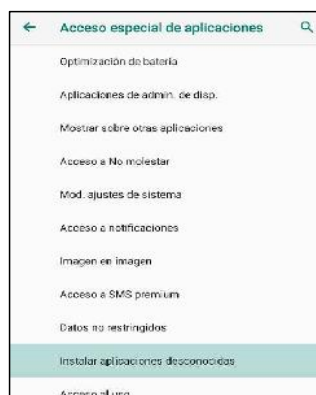 Acceso especial de aplicaciones
Optimización de batería
Aplicaciones de admin. de disp.
Mostrar sobre otras aplicaciones
Acceso a No molestar
Mod. ajustes de sistema
Acceso a notificaciones
Imagen en imagen
Acceso a SMS premium
Datos no restringidos
Instalar aplicaciones desconocidas
Acceso al uso